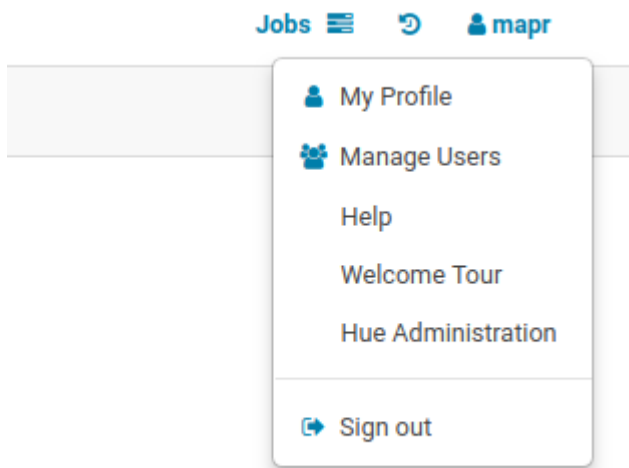 Jobs mapr
My Profile
Manage Users
Help
Welcome Tour
Hue Administration
Sign out